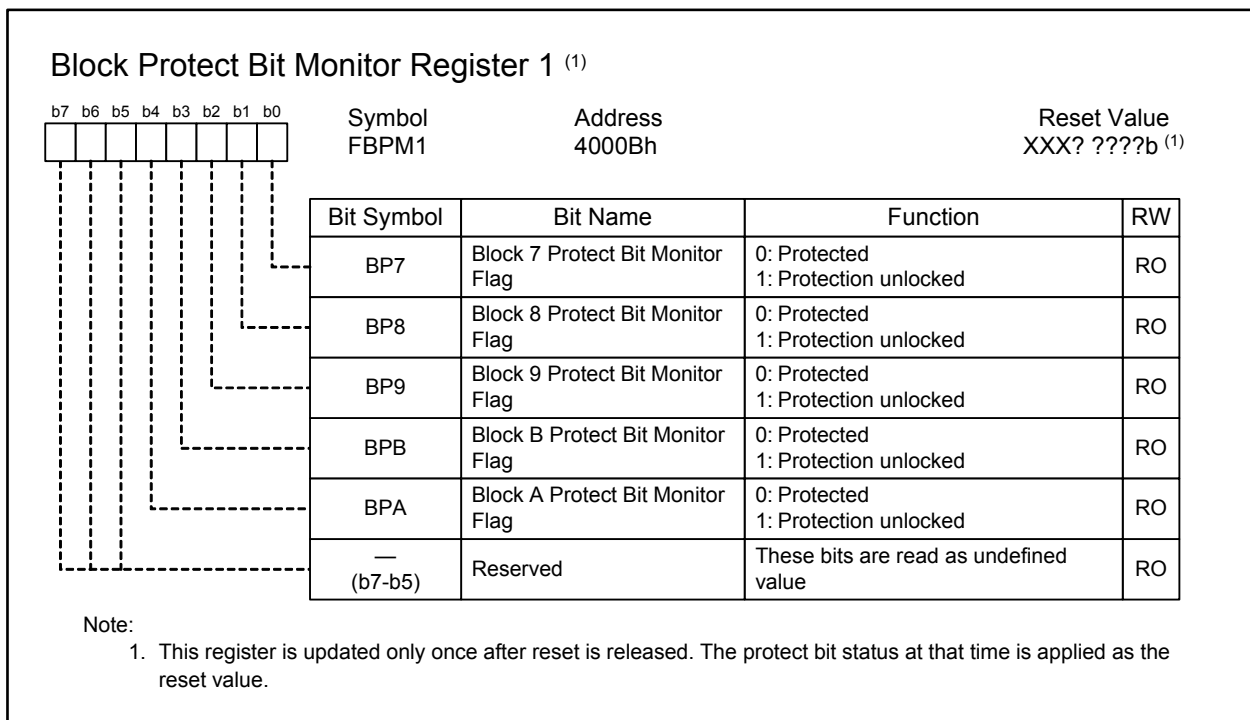 Block Protect Bit Monitor Register 1 (1)
b7 b6 b5 b4 b3 b2 b1 b0
Symbol Address Reset Value
FBPM1 4000Bh XXX? ????b (1)
Bit Symbol Bit Name Function RW
BP7 Block 7 Protect Bit Monitor Flag 0: Protected 1: Protection unlocked RO
BP8 Block 8 Protect Bit Monitor Flag 0: Protected 1: Protection unlocked RO
BP9 Block 9 Protect Bit Monitor Flag 0: Protected 1: Protection unlocked RO
BPB Block B Protect Bit Monitor Flag 0: Protected 1: Protection unlocked RO
BPA Block A Protect Bit Monitor Flag 0: Protected 1: Protection unlocked RO
— (b7-b5) Reserved These bits are read as undefined value RO
Note:
1. This register is updated only once after reset is released. The protect bit status at that time is applied as the
reset value.